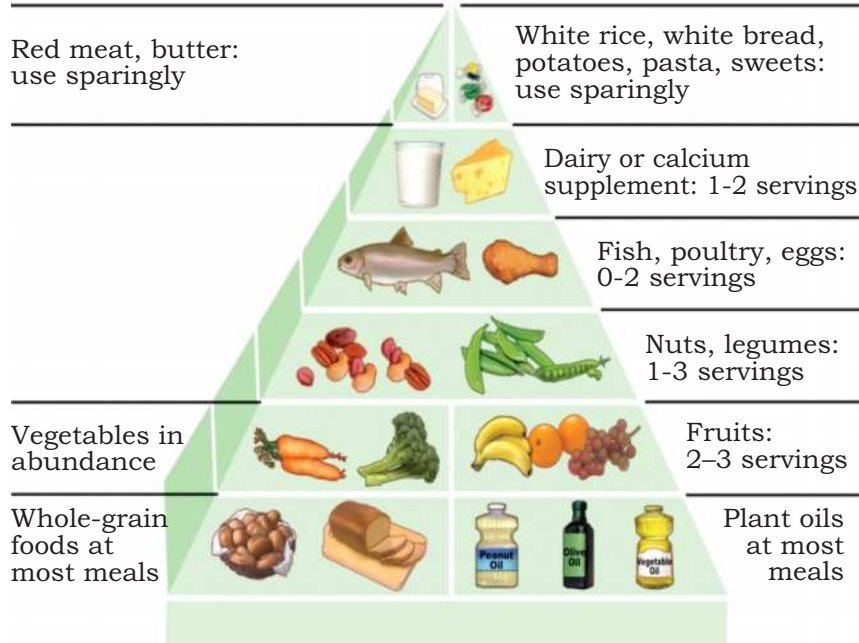 Red meat, butter:
use sparingly
White rice, white bread,
potatoes, pasta, sweets:
use sparingly
Dairy or calcium
supplement: 1-2 servings
Fish, poultry, eggs:
0-2 servings
Nuts, legumes:
1-3 servings
Vegetables in
abundance
Fruits:
2–3 servings
Whole-grain
foods at
most meals
Peanut
Oil
Olive
Oil
Vegetable
Oil
Plant oils
at most
meals